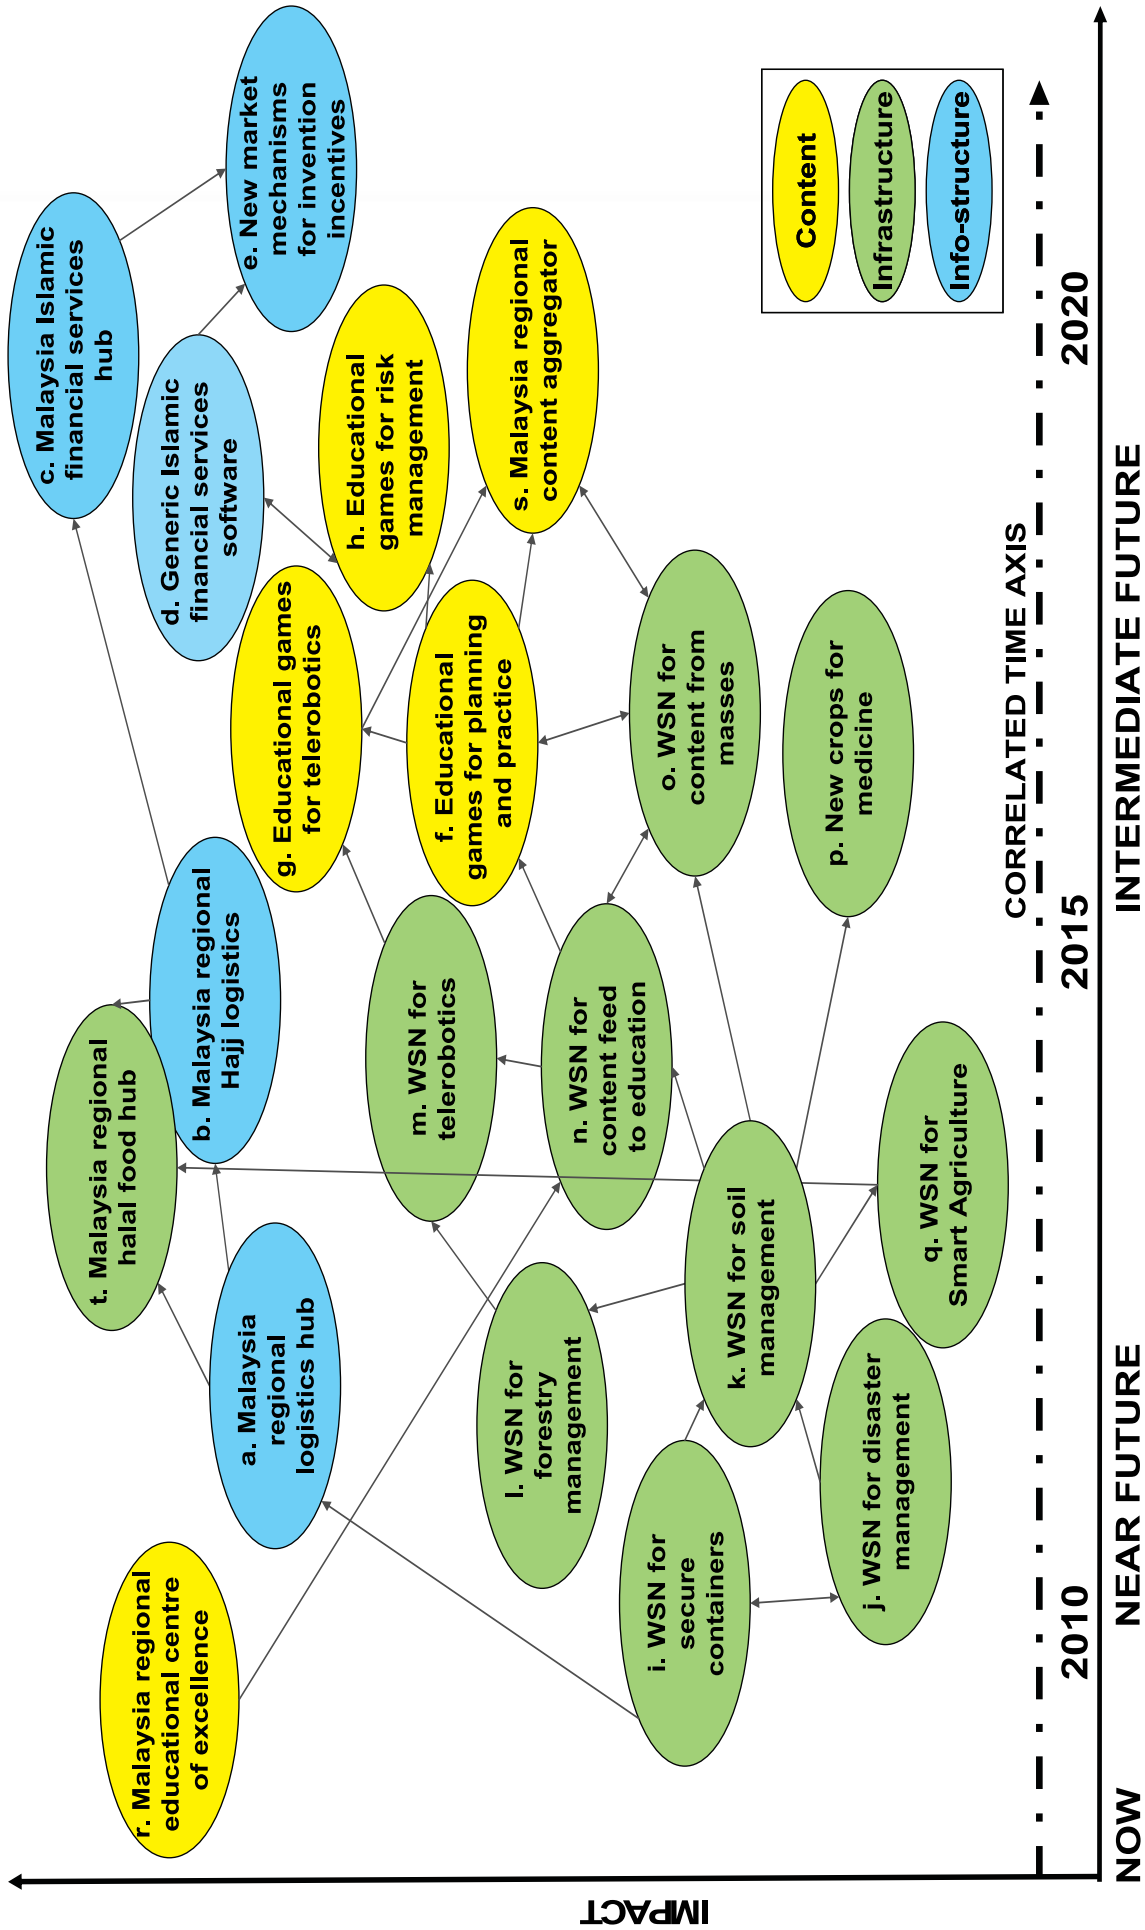 c. Malaysia Islamic
financial services
hub
e. New market
mechanisms
for invention
incentives
d. Generic Islamic
financial services
software
t. Malaysia regional
halal food hub
b. Malaysia regional
Hajj logistics
r. Malaysia regional
educational centre
of excellence
a. Malaysia
regional
logistics hub
g. Educational games
for telerobotics
h. Educational
games for risk
management
m. WSN for
telerobotics
f. Educational
games for planning
and practice
s. Malaysia regional
content aggregator
l. WSN for
forestry
management
n. WSN for
content feed
to education
o. WSN for
content from
masses
i. WSN for
secure
containers
k. WSN for soil
management
p. New crops for
medicine
j. WSN for disaster
management
q. WSN for
Smart Agriculture
Content
Infrastructure
Info-structure
CORRELATED TIME AXIS
2010
2015
2020
NOW
NEAR FUTURE
INTERMEDIATE FUTURE
IMPACT